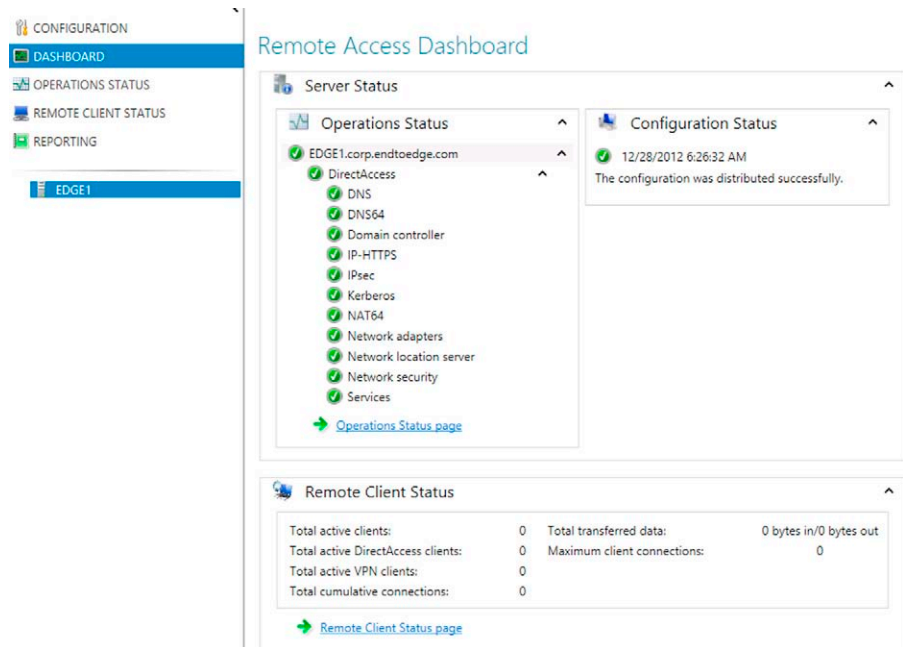 CONFIGURATION
DASHBOARD
OPERATIONS STATUS
REMOTE CLIENT STATUS
REPORTING
EDGE1
Remote Access Dashboard
Server Status
Operations Status
EDGE1.corp.endtoedge.com
DirectAccess
DNS
DNS64
Domain controller
IP-HTTPS
IPsec
Kerberos
NAT64
Network adapters
Network location server
Network security
Services
Operations Status page
Configuration Status
12/28/2012 6:26:32 AM
The configuration was distributed successfully.
Remote Client Status
Total active clients: 0 Total transferred data: 0 bytes in/0 bytes out
Total active DirectAccess clients: 0 Maximum client connections: 0
Total active VPN clients: 0
Total cumulative connections: 0
Remote Client Status page